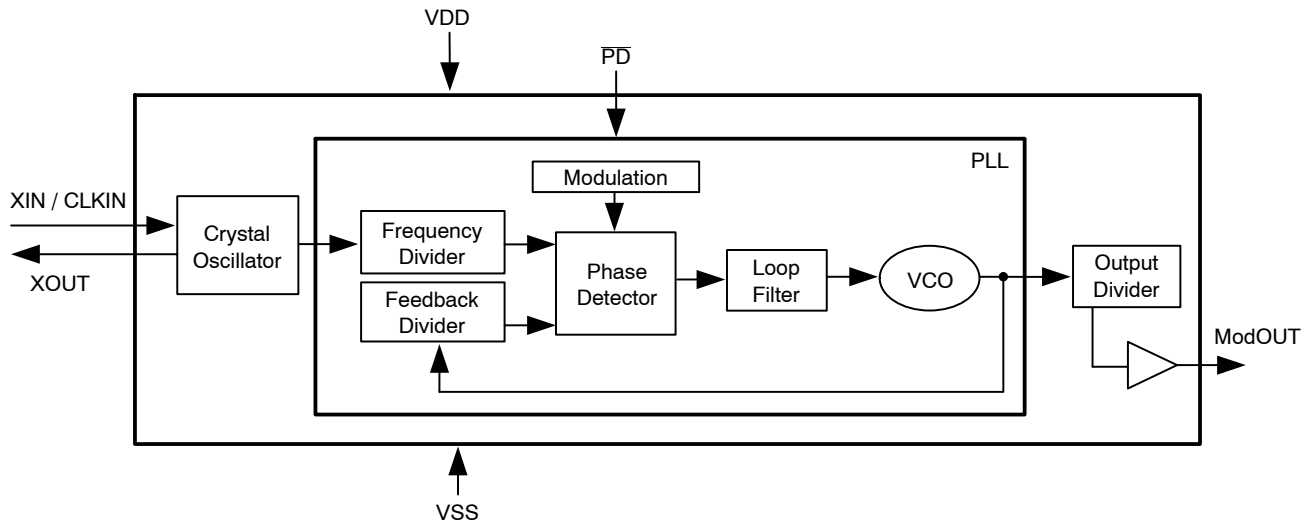 VDD
PD
PLL
Modulation
XIN / CLKIN
XOUT
Crystal
Oscillator
Frequency
Divider
Feedback
Divider
Phase
Detector
Loop
Filter
VCO
Output
Divider
ModOUT
VSS